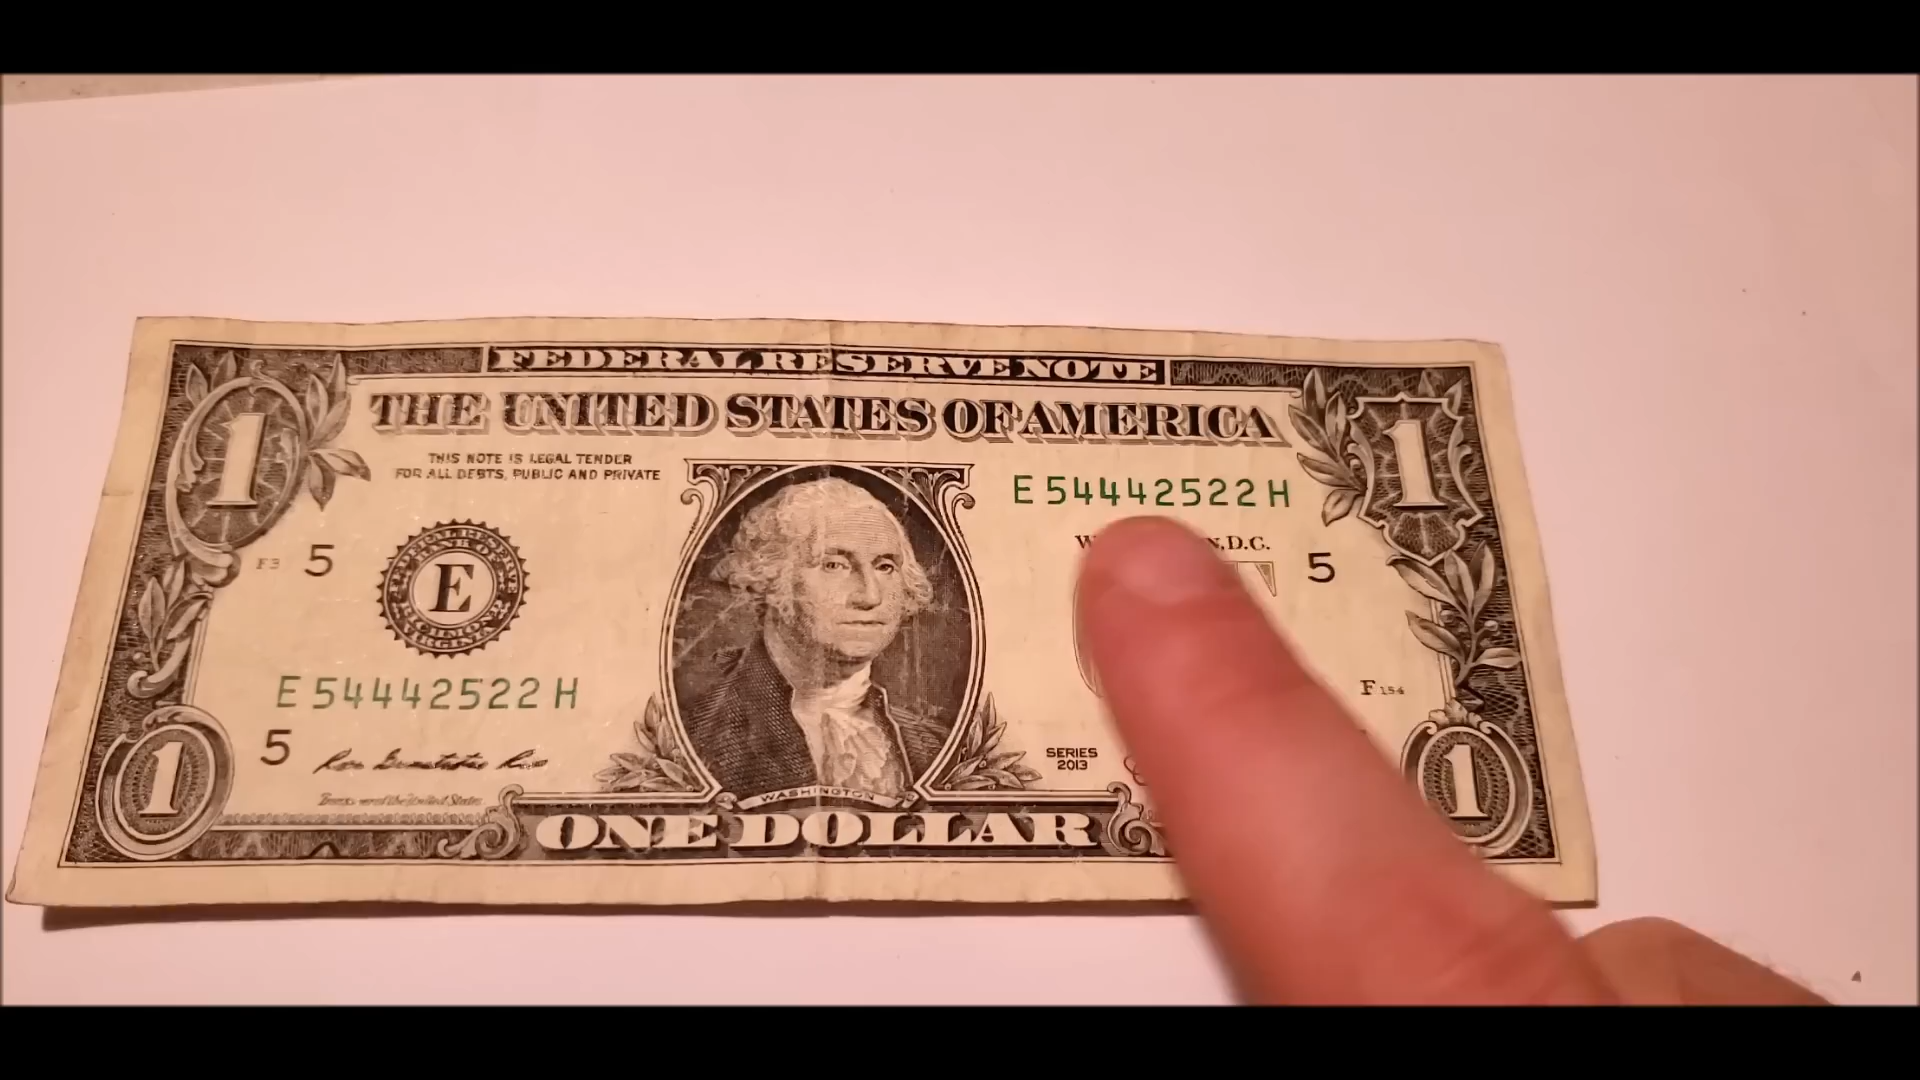 FEDERAL RESERVE NOTE
THE UNITED STATES OF AMERICA
1
1
THIS NOTE IS LEGAL TENDER
FOR ALL DEBTS, PUBLIC AND PRIVATE
E 54442522 H
N, D.C.
F3
5
E
5
E 54442522 H
F 154
5
SERIES
2013
1
WASHINGTON
1
ONE DOLLAR